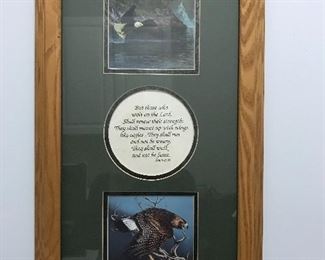 But those who
wait on the Lord,
Shall renew their strength;
They shall mount up with wings
like eagles. They shall run
and not be weary.
They shall walk
and not be faint.